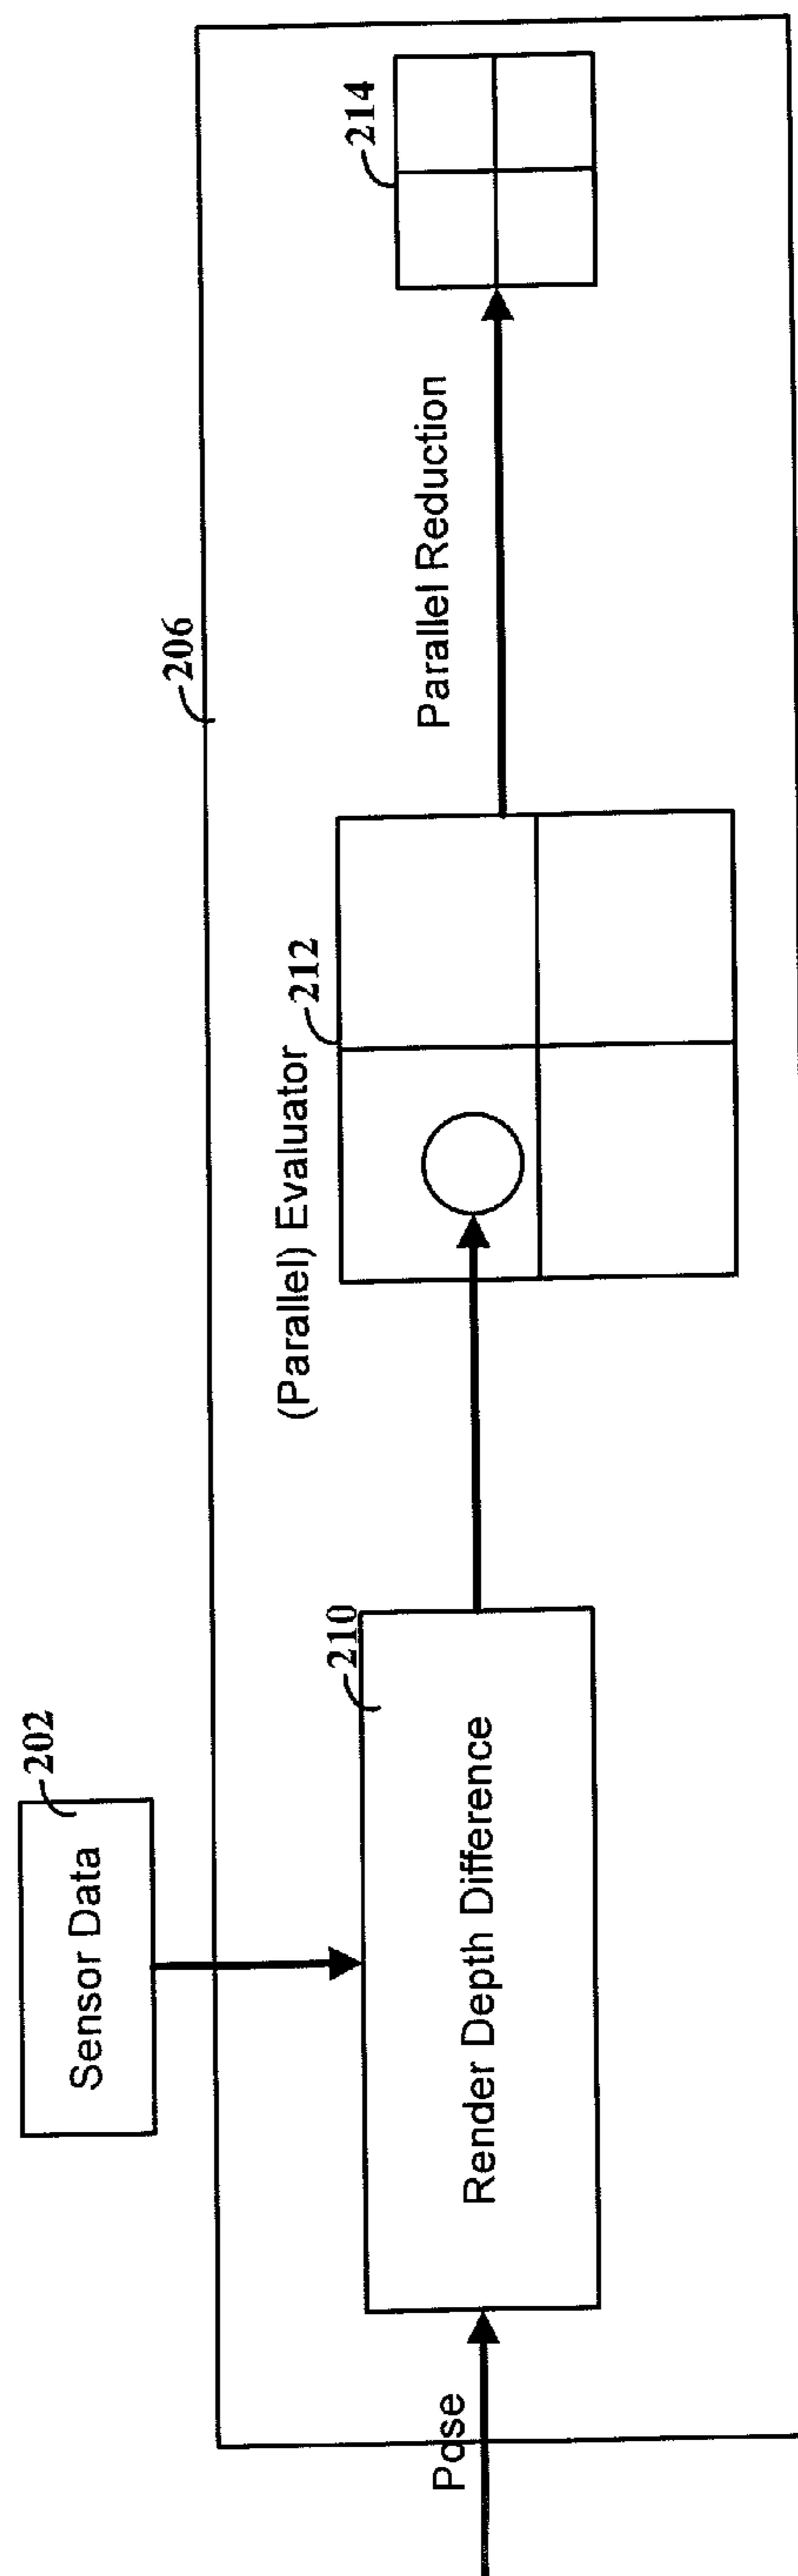 202
Sensor Data
206
Pose
210
Render Depth Difference
(Parallel) Evaluator
212
Parallel Reduction
214